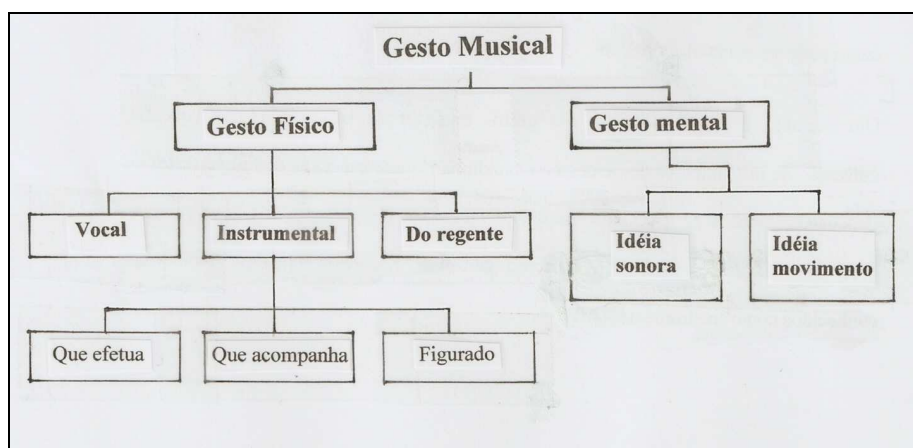 Gesto Musical
Gesto Físico
Gesto mental
Vocal
Instrumental
Do regente
Idéia
sonora
Idéia
movimento
Que efetua
Que acompanha
Figurado